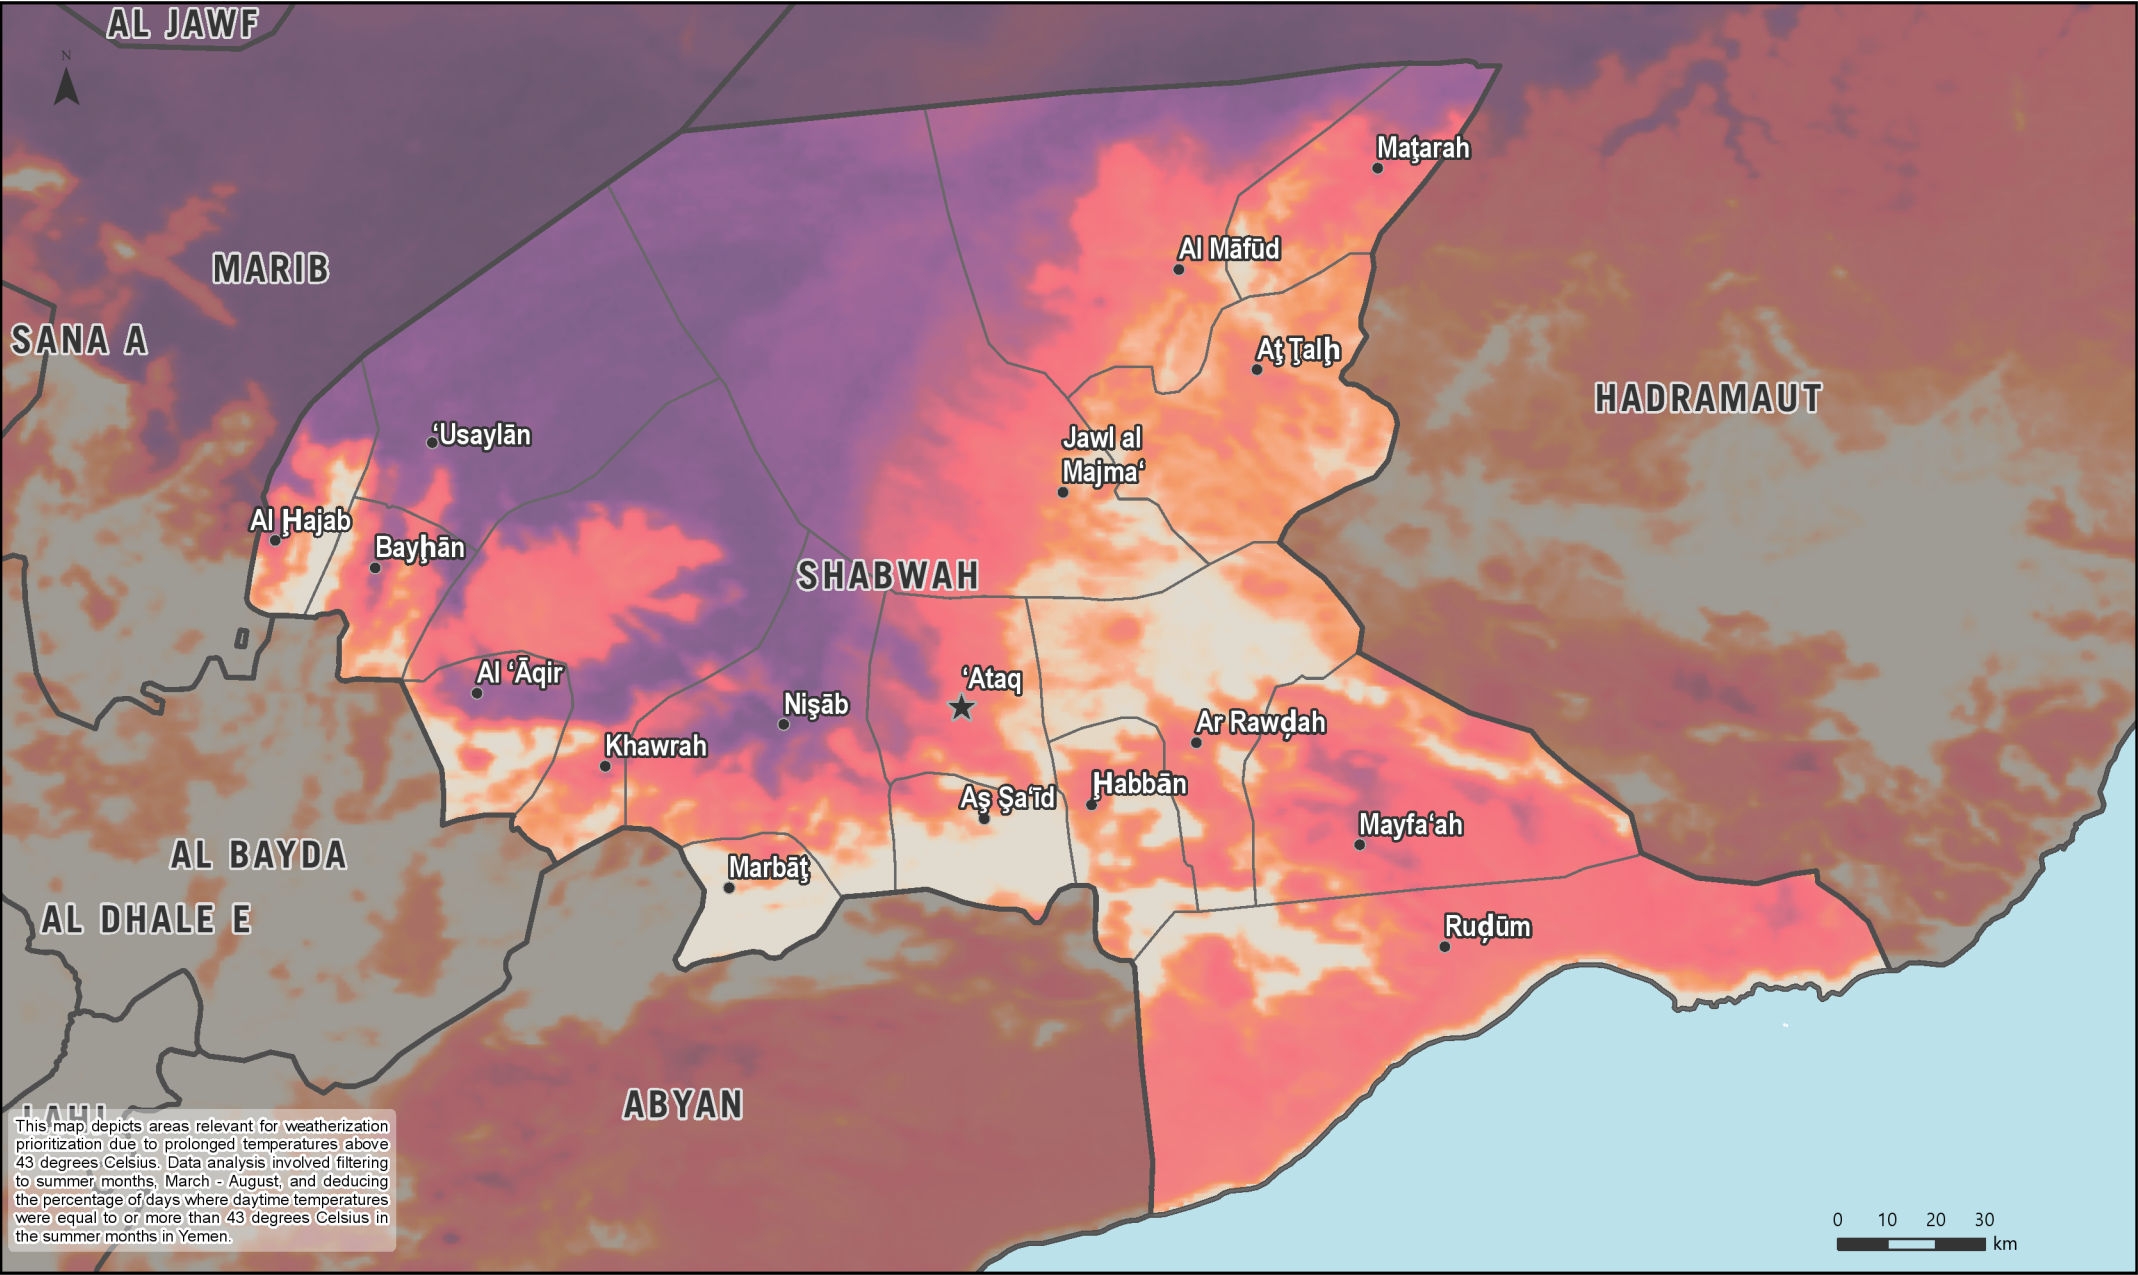 AL JAWF
N
MARIB
SANA A
HADRAMAUT
Maţarah
Al Māfūd
Aţ Ţalḩ
Jawl al
Majma‘
‘Usaylān
Al Ḩajab
Bayḩān
SHABWAH
Al ‘Āqir
Nişāb
‘Ataq
Khawrah
Ar Rawḑah
Aş Şa‘īd
Ḩabbān
Mayfa‘ah
Marbāţ
Ruḑūm
AL BAYDA
AL DHALE E
ABYAN
LAHJ
This map depicts areas relevant for weatherization
prioritization due to prolonged temperatures above
43 degrees Celsius. Data analysis involved filtering
to summer months, March - August, and deducing
the percentage of days where daytime temperatures
were equal to or more than 43 degrees Celsius in
the summer months in Yemen.
0 10 20 30
km